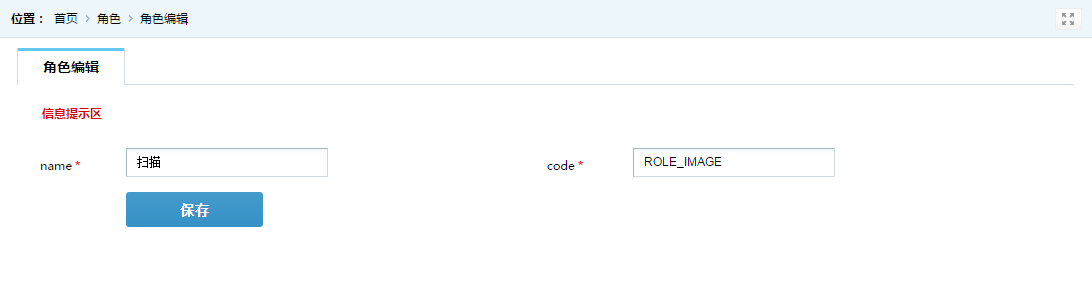 位置： 首页 > 角色 > 角色编辑
角色编辑
信息提示区
name * 扫描 code * ROLE_IMAGE
保存